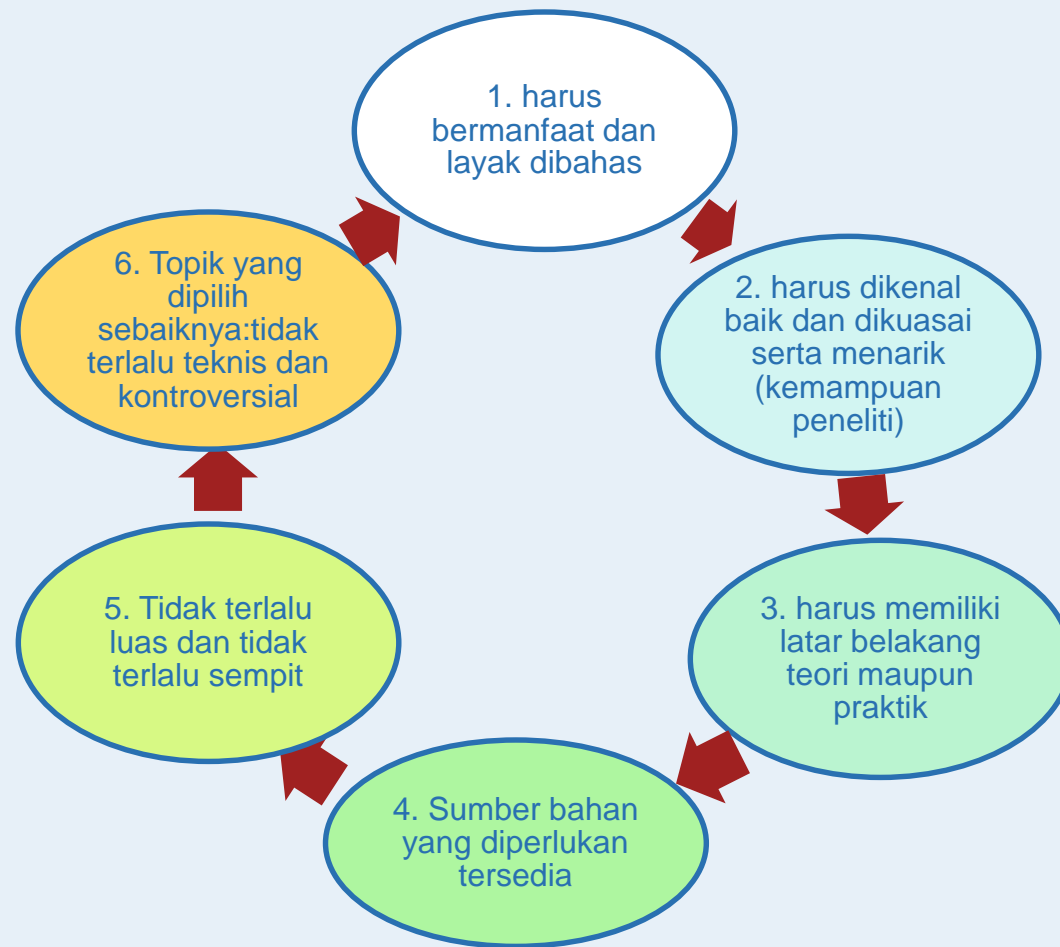 1. harus
bermanfaat dan
layak dibahas
2. harus dikenal
baik dan dikuasai
serta menarik
(kemampuan
peneliti)
3. harus memiliki
latar belakang
teori maupun
praktik
4. Sumber bahan
yang diperlukan
tersedia
5. Tidak terlalu
luas dan tidak
terlalu sempit
6. Topik yang
dipilih
sebaiknya:tidak
terlalu teknis dan
kontroversial